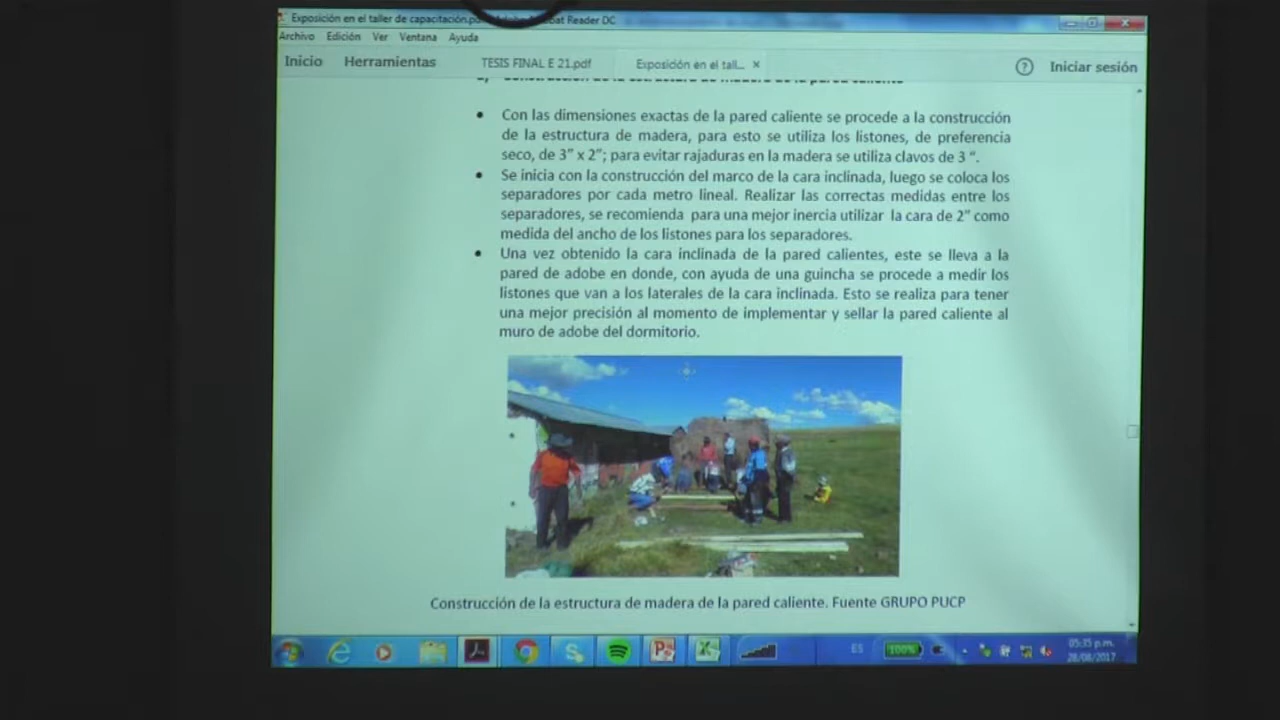 Exposición en el taller de capacitación.pd Acrobat Reader DC
Archivo Edición Ver Ventana Ayuda
Inicio Herramientas TESIS FINAL E 21.pdf Exposición en el tall... × ? Iniciar sesión
• Con las dimensiones exactas de la pared caliente se procede a la construcción
de la estructura de madera, para esto se utiliza los listones, de preferencia
seco, de 3" x 2"; para evitar rajaduras en la madera se utiliza clavos de 3 ".
• Se inicia con la construcción del marco de la cara inclinada, luego se coloca los
separadores por cada metro lineal. Realizar las correctas medidas entre los
separadores, se recomienda para una mejor inercia utilizar la cara de 2" como
medida del ancho de los listones para los separadores.
• Una vez obtenido la cara inclinada de la pared calientes, este se lleva a la
pared de adobe en donde, con ayuda de una guincha se procede a medir los
listones que van a los laterales de la cara inclinada. Esto se realiza para tener
una mejor precisión al momento de implementar y sellar la pared caliente al
muro de adobe del dormitorio.
Construcción de la estructura de madera de la pared caliente. Fuente GRUPO PUCP
ES 100% 05:35 p.m.
28/08/2017